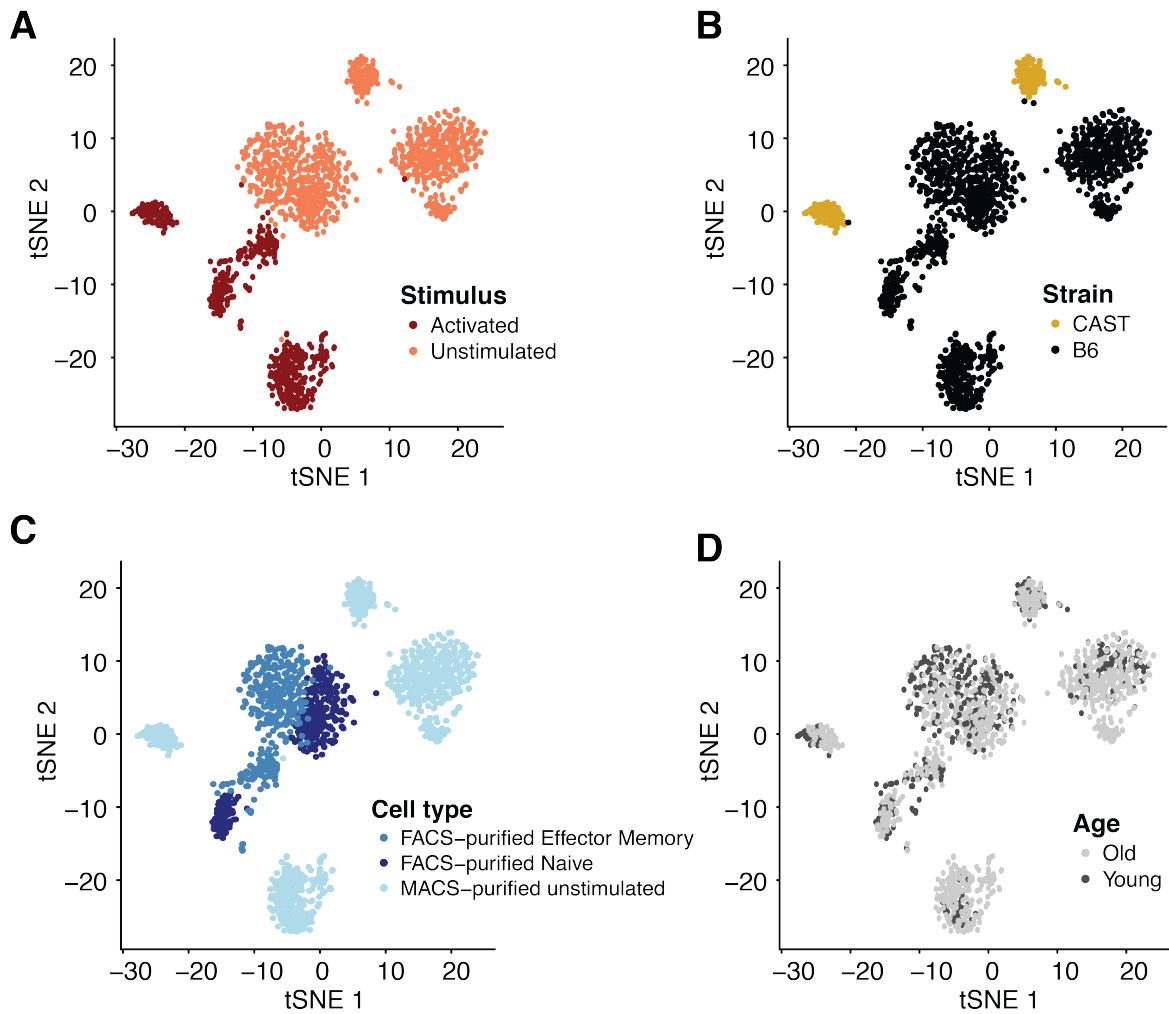 A
20
10
0
−10
−20
tSNE 2
−30
−20
−10
0
10
20
tSNE 1
Stimulus
Activated
Unstimulated
B
20
10
0
−10
−20
tSNE 2
−30
−20
−10
0
10
20
tSNE 1
Strain
CAST
B6
C
20
10
0
−10
−20
tSNE 2
−30
−20
−10
0
10
20
tSNE 1
Cell type
FACS−purified Effector Memory
FACS−purified Naive
MACS−purified unstimulated
D
20
10
0
−10
−20
tSNE 2
−30
−20
−10
0
10
20
tSNE 1
Age
Old
Young